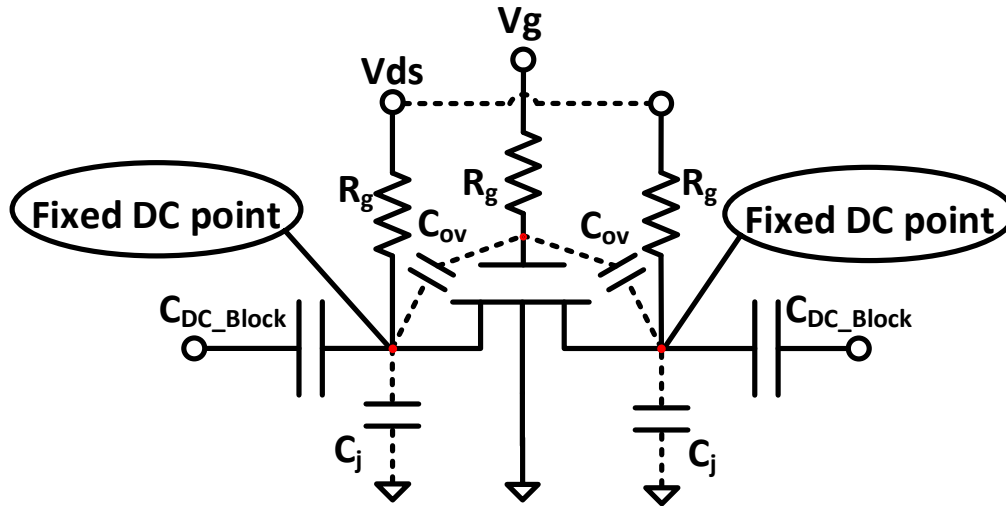 Vg
Vds
Rg
Rg
Rg
Fixed DC point
Fixed DC point
Cov
Cov
CDC_Block
CDC_Block
Cj
Cj